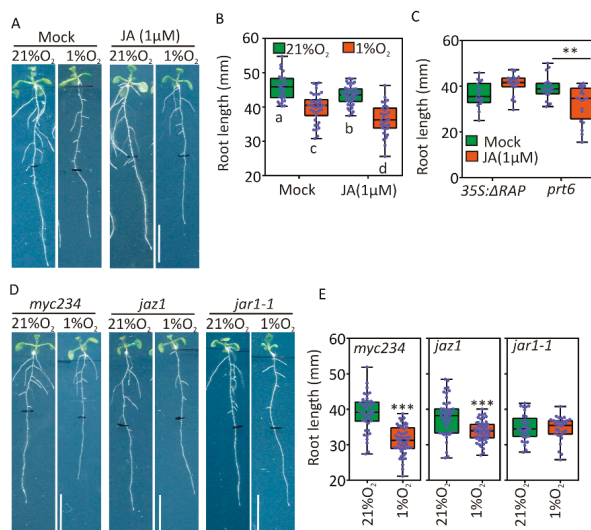 A
Mock
JA (1μM)
21%O₂
1%O₂
21%O₂
1%O₂
B
21%O₂
1%O₂
Root length (mm)
60
50
40
30
20
a
c
b
d
Mock
JA(1μM)
C
Root length (mm)
60
40
20
0
**
Mock
JA(1μM)
35S:ΔRAP
prt6
D
myc234
jaz1
jar1-1
21%O₂
1%O₂
21%O₂
1%O₂
21%O₂
1%O₂
E
Root length (mm)
60
50
40
30
20
myc234
jaz1
jar1-1
***
***
21%O₂
1%O₂
21%O₂
1%O₂
21%O₂
1%O₂